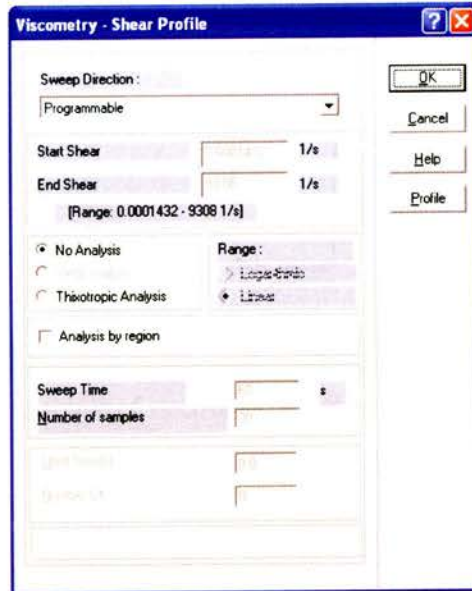 Viscometry - Shear Profile
Sweep Direction :
Programmable
Start Shear 1/s
End Shear 1/s
[Range: 0.0001432 - 9308 1/s]
No Analysis
Thixotropic Analysis
Range :
Logarithmic
Linear
Analysis by region
Sweep Time s
Number of samples
OK
Cancel
Help
Profile